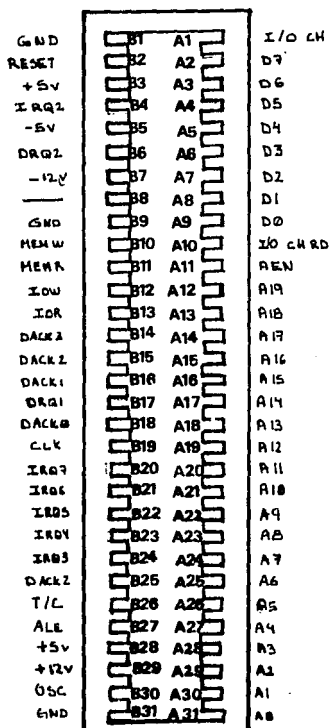 GND B1 A1 I/O CH
RESET B2 A2 D7
+5v B3 A3 D6
IRQ2 B4 A4 D5
-5v B5 A5 D4
DRQ2 B6 A6 D3
-12v B7 A7 D2
B8 A8 D1
GND B9 A9 D0
MEMW B10 A10 I/O CH RD
MEMR B11 A11 AEN
IOW B12 A12 A19
IOR B13 A13 A18
DACK3 B14 A14 A17
DACK2 B15 A15 A16
DACK1 B16 A16 A15
DRQ1 B17 A17 A14
DACK0 B18 A18 A13
CLK B19 A19 A12
IRQ7 B20 A20 A11
IRQ6 B21 A21 A10
IRQ5 B22 A22 A9
IRQ4 B23 A23 A8
IRQ3 B24 A24 A7
DACK2 B25 A25 A6
T/C B26 A26 A5
ALE B27 A27 A4
+5v B28 A28 A3
+12v B29 A29 A2
OSC B30 A30 A1
GND B31 A31 A0